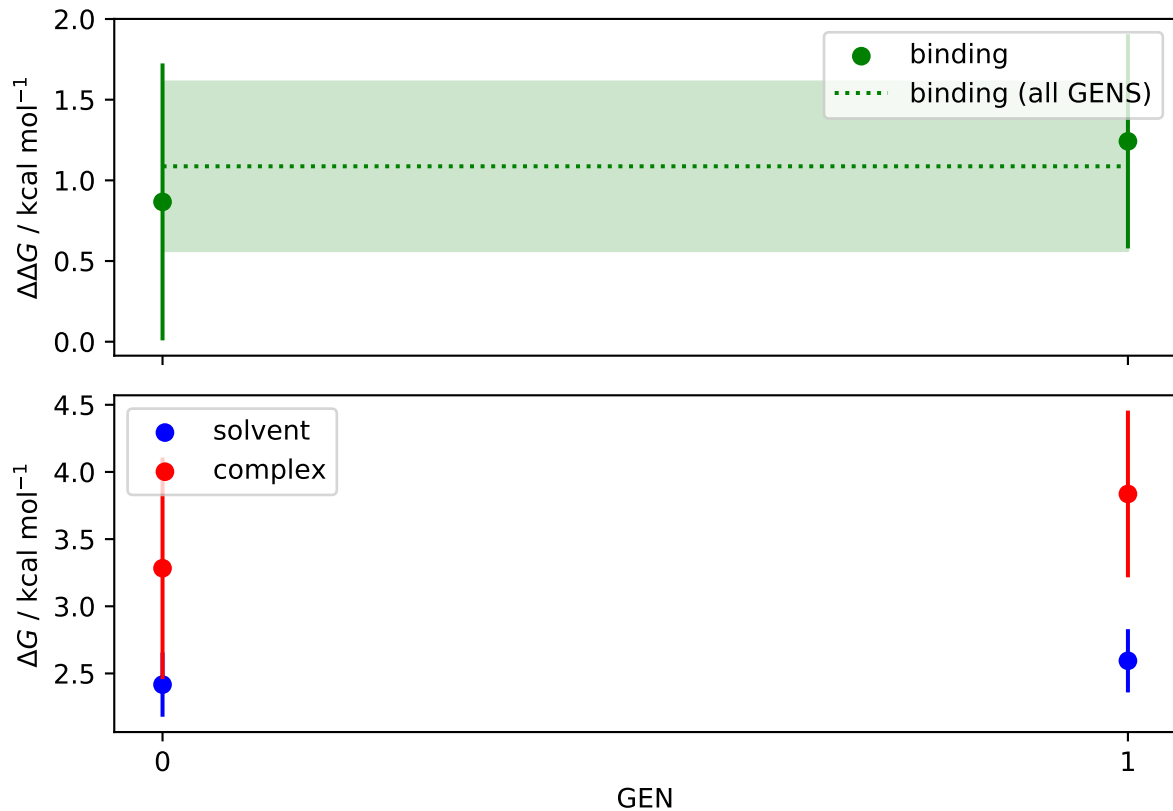 2.0
1.5
1.0
0.5
0.0
ΔΔG / kcal mol⁻¹
binding
binding (all GENS)
4.5
4.0
3.5
3.0
2.5
ΔG / kcal mol⁻¹
solvent
complex
0 1
GEN